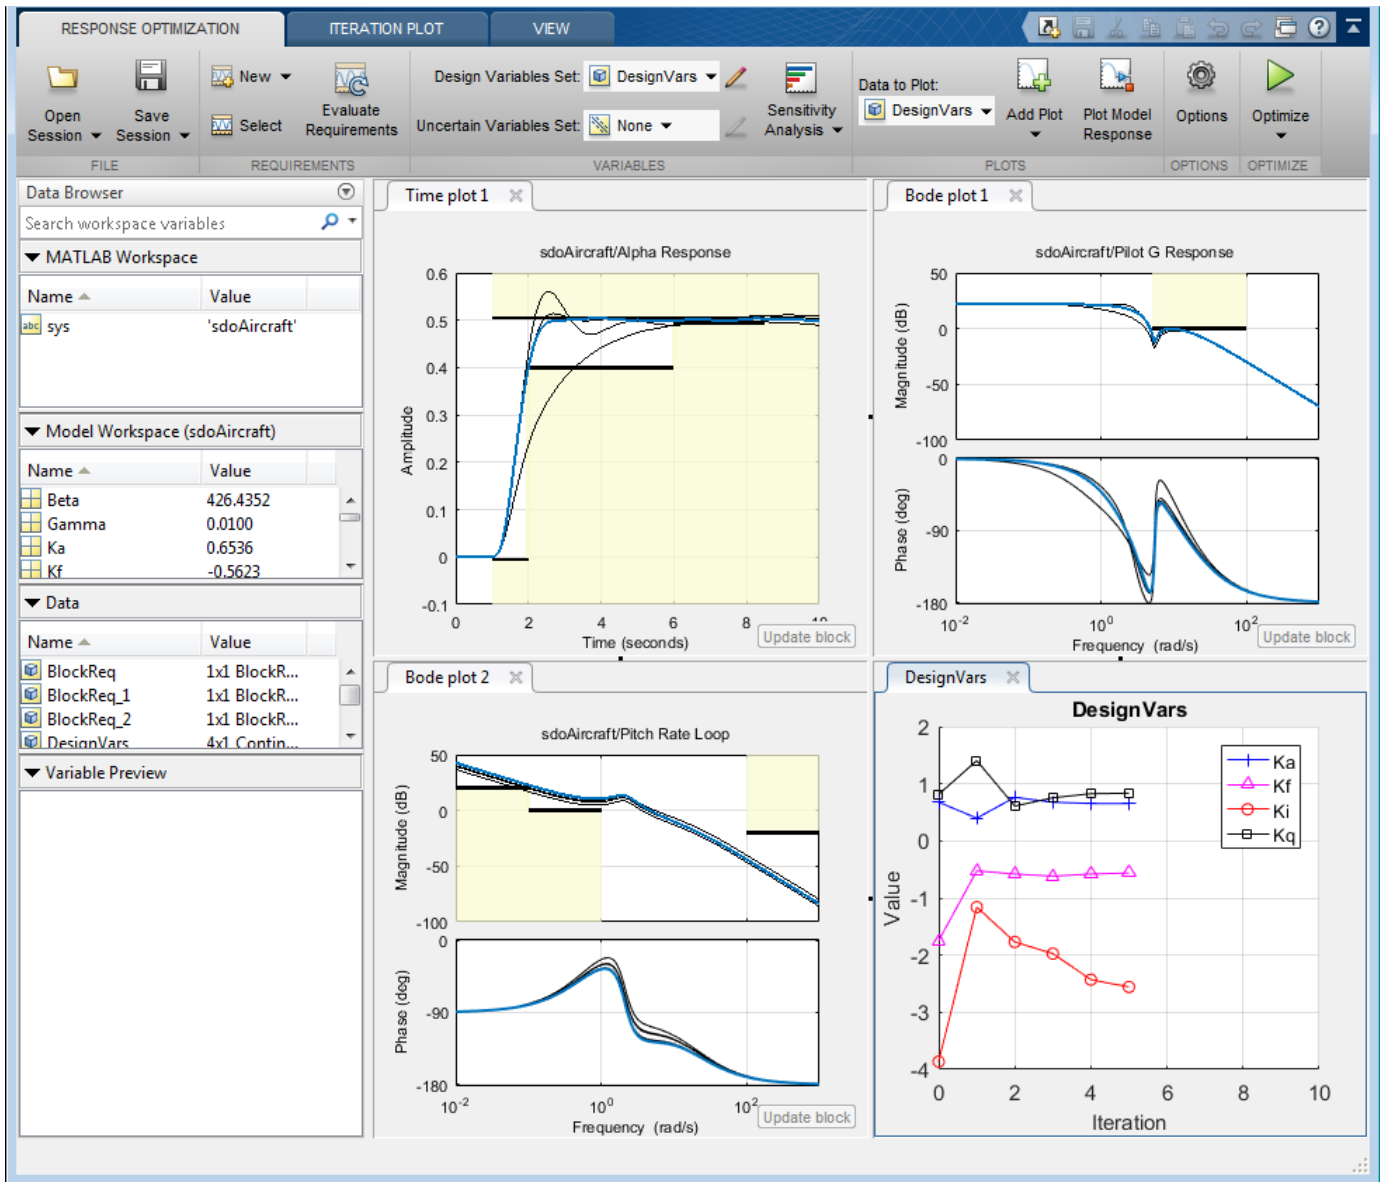 RESPONSE OPTIMIZATION ITERATION PLOT VIEW
Open Session
Save Session
New
Select
Evaluate Requirements
Design Variables Set: DesignVars
Uncertain Variables Set: None
Sensitivity Analysis
Data to Plot:
DesignVars
Add Plot
Plot Model Response
Options
Optimize
FILE REQUIREMENTS VARIABLES PLOTS OPTIONS OPTIMIZE
Data Browser
Search workspace variables
MATLAB Workspace
Name Value
abc sys 'sdoAircraft'
Model Workspace (sdoAircraft)
Name Value
Beta 426.4352
Gamma 0.0100
Ka 0.6536
Kf -0.5623
Data
Name Value
BlockReq 1x1 BlockR...
BlockReq_1 1x1 BlockR...
BlockReq_2 1x1 BlockR...
DesignVars 4x1 Contin...
Variable Preview
Time plot 1
sdoAircraft/Alpha Response
Amplitude
0.6
0.5
0.4
0.3
0.2
0.1
0
-0.1
0 2 4 6 8 10
Time (seconds)
Update block
Bode plot 1
sdoAircraft/Pilot G Response
Magnitude (dB)
50
0
-50
-100
Phase (deg)
0
-90
-180
10-2 100 102
Frequency (rad/s)
Update block
Bode plot 2
sdoAircraft/Pitch Rate Loop
Magnitude (dB)
50
0
-50
-100
Phase (deg)
0
-90
-180
10-2 100 102
Frequency (rad/s)
Update block
DesignVars
DesignVars
Value
2
1
0
-1
-2
-3
-4
0 2 4 6 8 10
Iteration
Ka
Kf
Ki
Kq